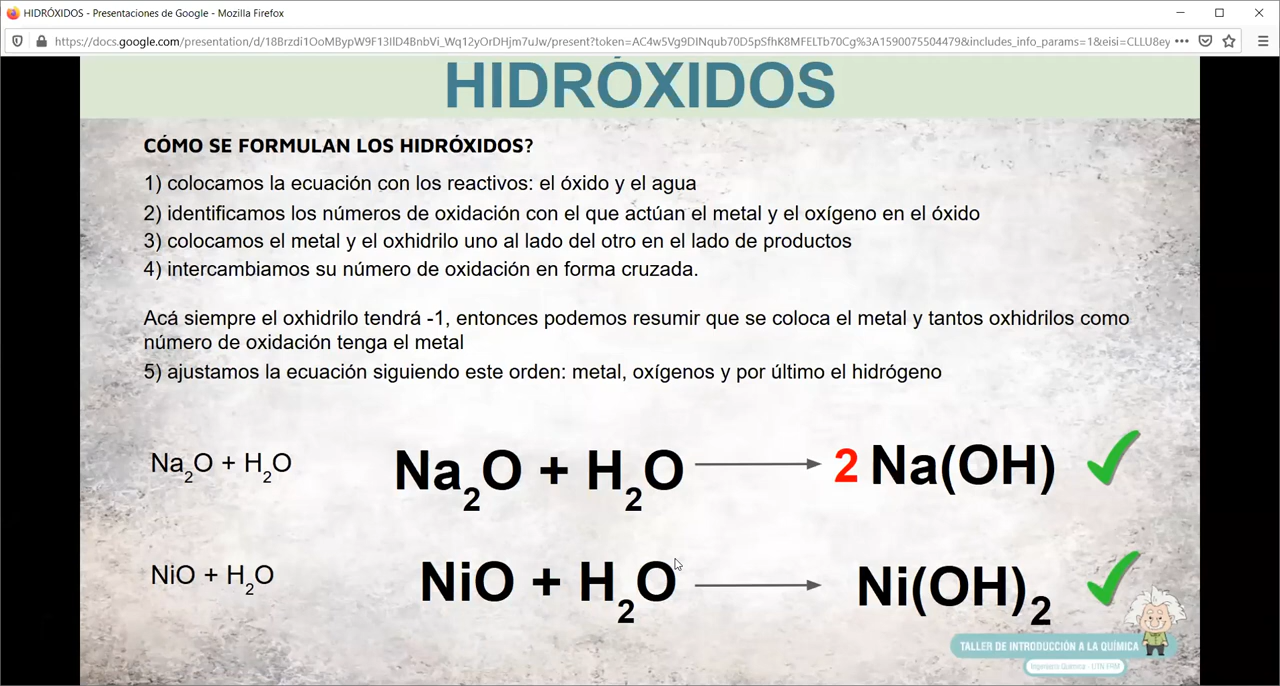 HIDRÓXIDOS - Presentaciones de Google - Mozilla Firefox
https://docs.google.com/presentation/d/18Brzdi1OoMBypW9F13IlD4BnbVi_Wq12yOrDHjm7uJw/present?token=AC4w5Vg9DINqub70D5pSfhK8MFELTb70Cg%3A1590075504479&includes_info_params=1&eisi=CLLU8ey
HIDRÓXIDOS
CÓMO SE FORMULAN LOS HIDRÓXIDOS?
1) colocamos la ecuación con los reactivos: el óxido y el agua
2) identificamos los números de oxidación con el que actúan el metal y el oxígeno en el óxido
3) colocamos el metal y el oxhidrilo uno al lado del otro en el lado de productos
4) intercambiamos su número de oxidación en forma cruzada.
Acá siempre el oxhidrilo tendrá -1, entonces podemos resumir que se coloca el metal y tantos oxhidrilos como
número de oxidación tenga el metal
5) ajustamos la ecuación siguiendo este orden: metal, oxígenos y por último el hidrógeno
Na₂O + H₂O Na₂O + H₂O → 2 Na(OH)
NiO + H₂O NiO + H₂O → Ni(OH)₂
TALLER DE INTRODUCCIÓN A LA QUÍMICA
Ingeniería Química - UTN FRM